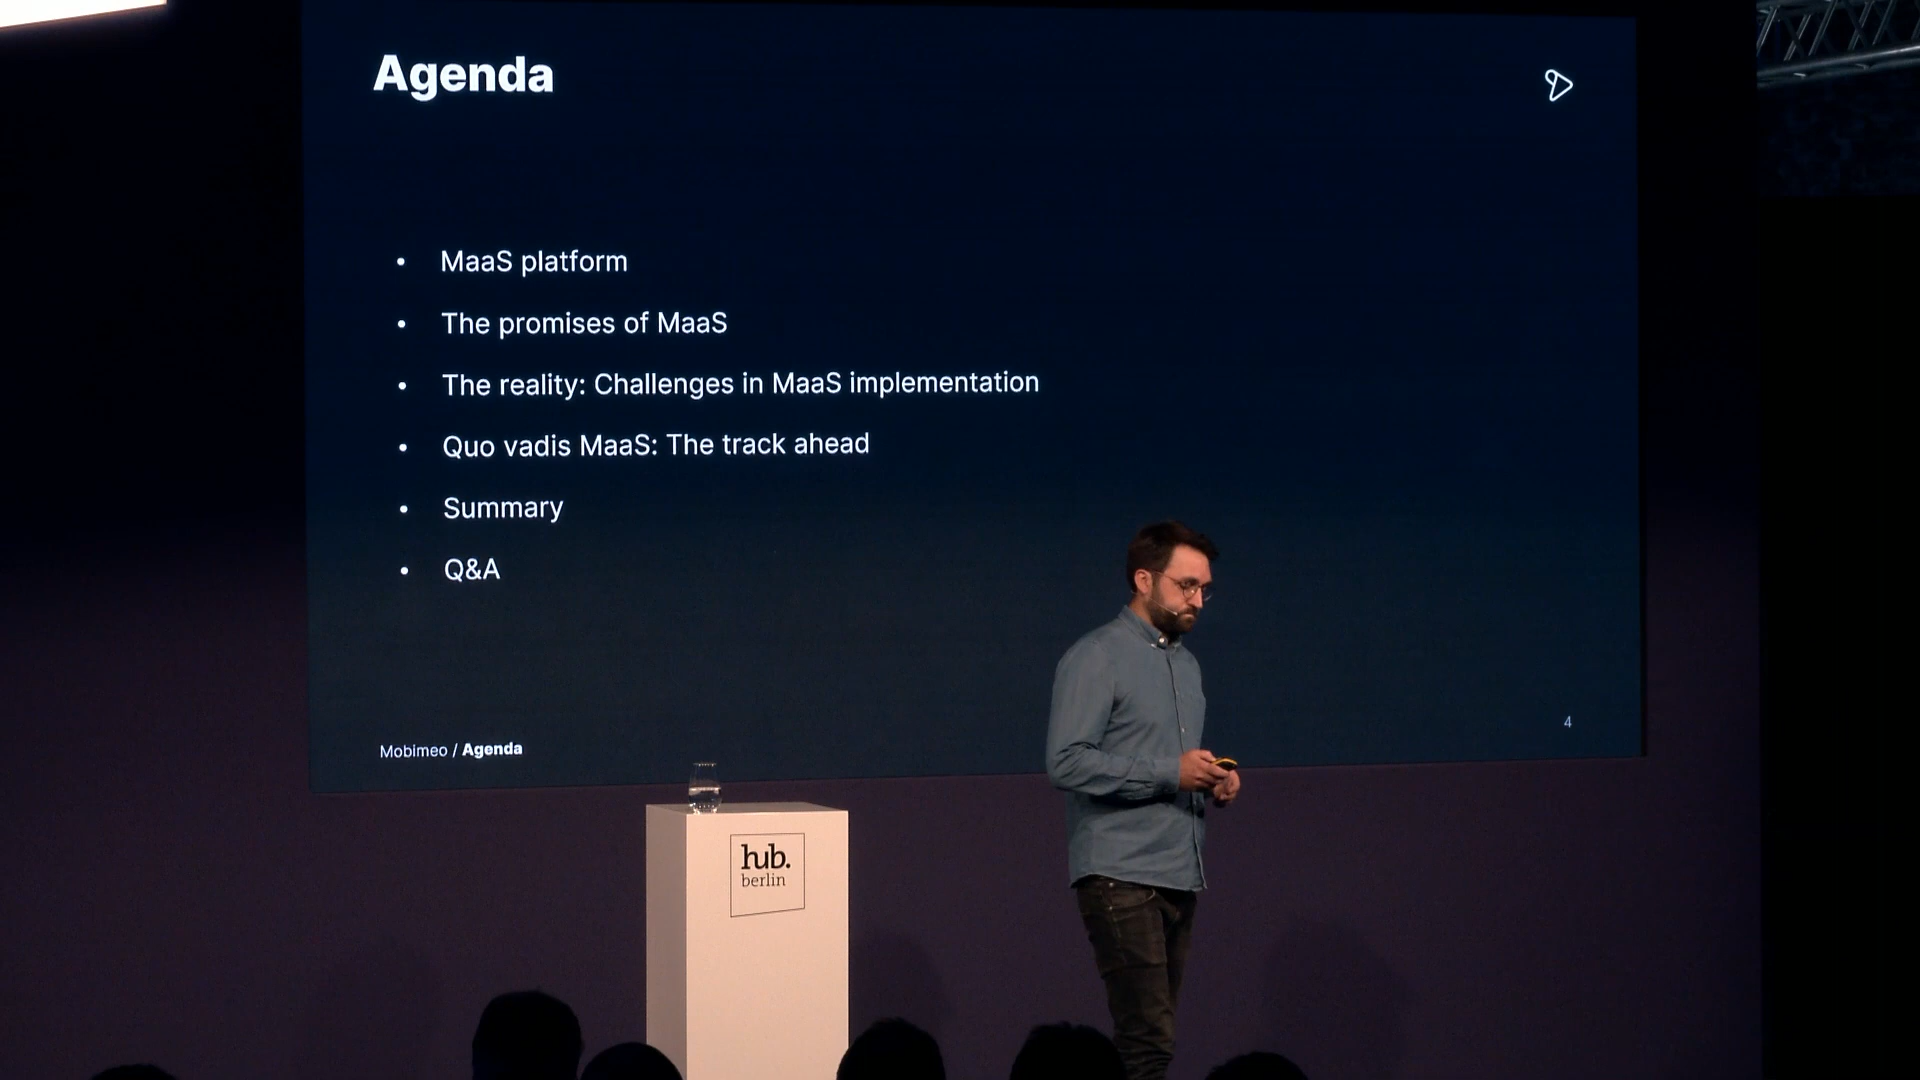 Agenda
• MaaS platform
• The promises of MaaS
• The reality: Challenges in MaaS implementation
• Quo vadis MaaS: The track ahead
• Summary
• Q&A
4
Mobimeo / Agenda
hub.
berlin